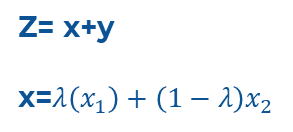 Z= x+y
x=𝜆(𝑥₁) + (1 − 𝜆)𝑥₂